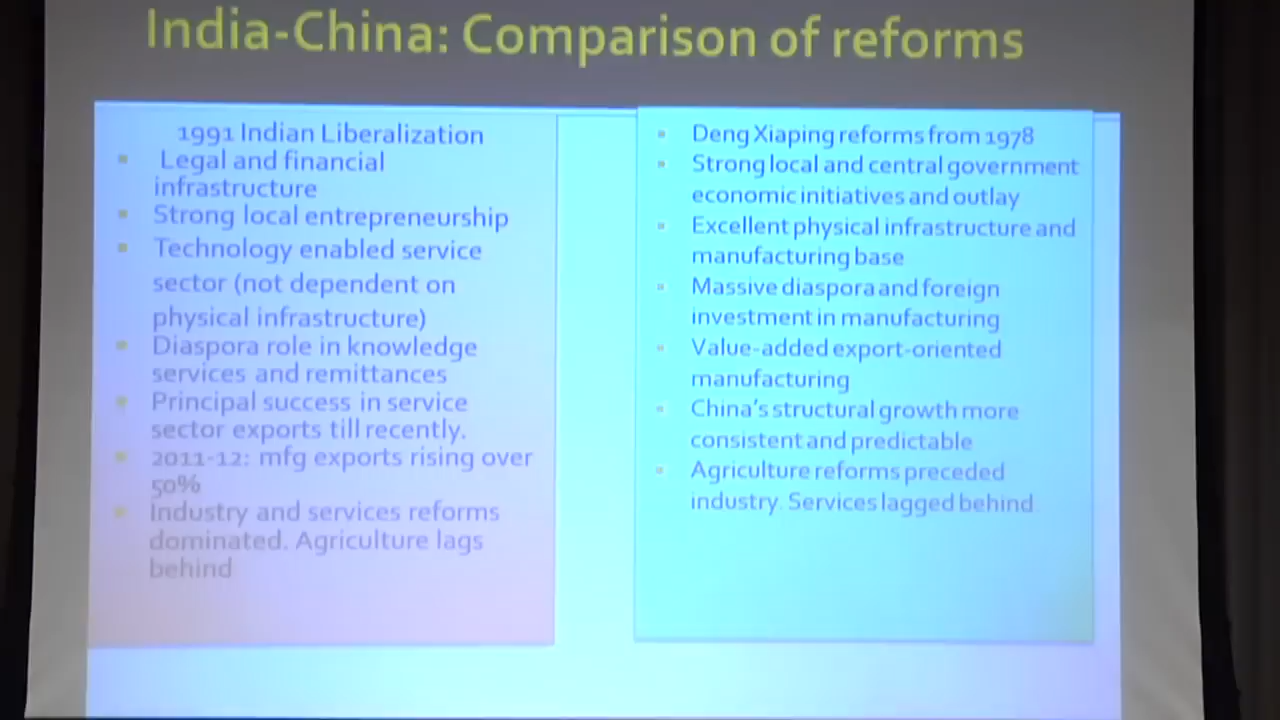 India-China: Comparison of reforms
1991 Indian Liberalization
Legal and financial
infrastructure
Strong local entrepreneurship
Technology enabled service
sector (not dependent on
physical infrastructure)
Diaspora role in knowledge
services and remittances
Principal success in service
sector exports till recently.
2011-12: mfg exports rising over
50%
Industry and services reforms
dominated. Agriculture lags
behind
Deng Xiaping reforms from 1978
Strong local and central government
economic initiatives and outlay
Excellent physical infrastructure and
manufacturing base
Massive diaspora and foreign
investment in manufacturing
Value-added export-oriented
manufacturing
China's structural growth more
consistent and predictable
Agriculture reforms preceded
industry. Services lagged behind